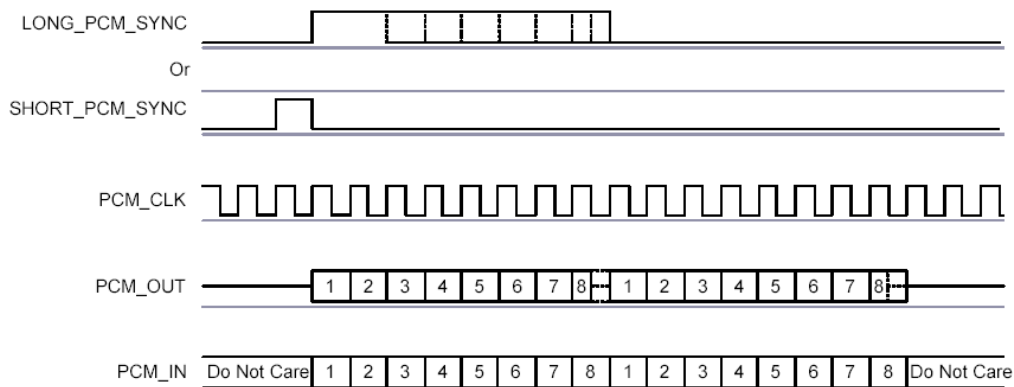 LONG_PCM_SYNC
Or
SHORT_PCM_SYNC
PCM_CLK
PCM_OUT 1 2 3 4 5 6 7 8 1 2 3 4 5 6 7 8
PCM_IN Do Not Care 1 2 3 4 5 6 7 8 1 2 3 4 5 6 7 8 Do Not Care